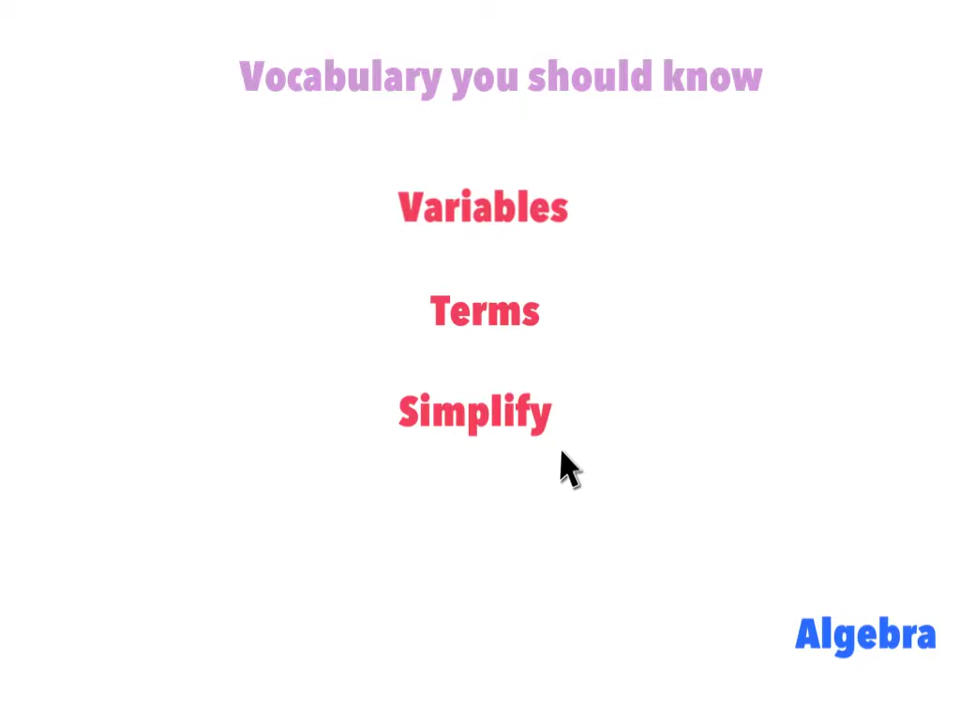 Vocabulary you should know
Variables
Terms
Simplify
Algebra